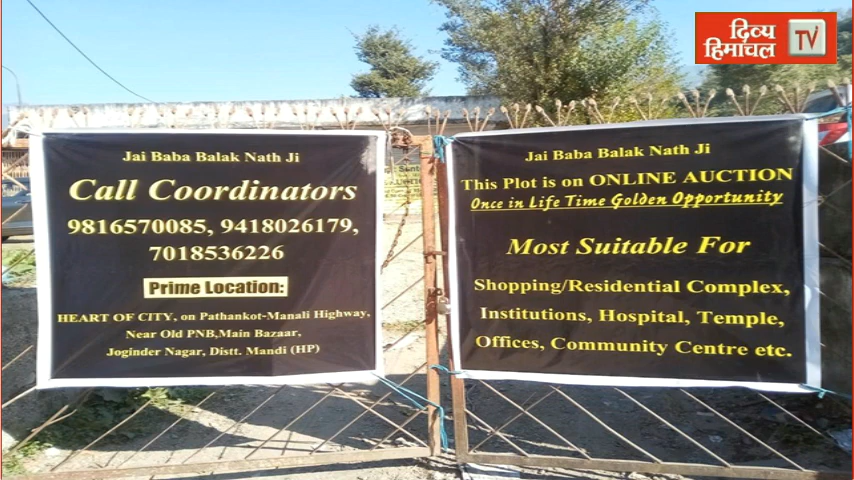 दिव्य
हिमाचल
TV
Jai Baba Balak Nath Ji
Call Coordinators
9816570085, 9418026179,
7018536226
Prime Location:
HEART OF CITY, on Pathankot-Manali Highway,
Near Old PNB,Main Bazaar,
Joginder Nagar, Distt. Mandi (HP)
Jai Baba Balak Nath Ji
This Plot is on ONLINE AUCTION
Once in Life Time Golden Opportunity
Most Suitable For
Shopping/Residential Complex,
Institutions, Hospital, Temple,
Offices, Community Centre etc.